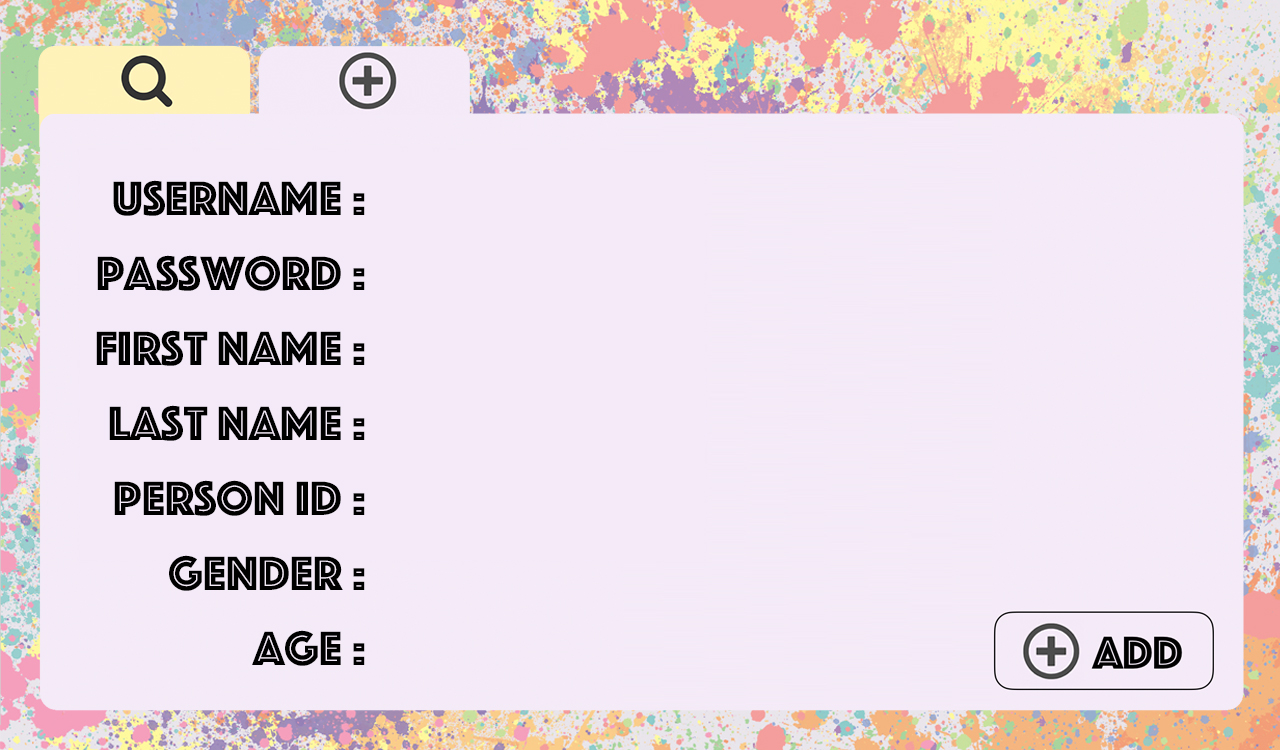 USERNAME :
PASSWORD :
FIRST NAME :
LAST NAME :
PERSON ID :
GENDER :
AGE :
ADD